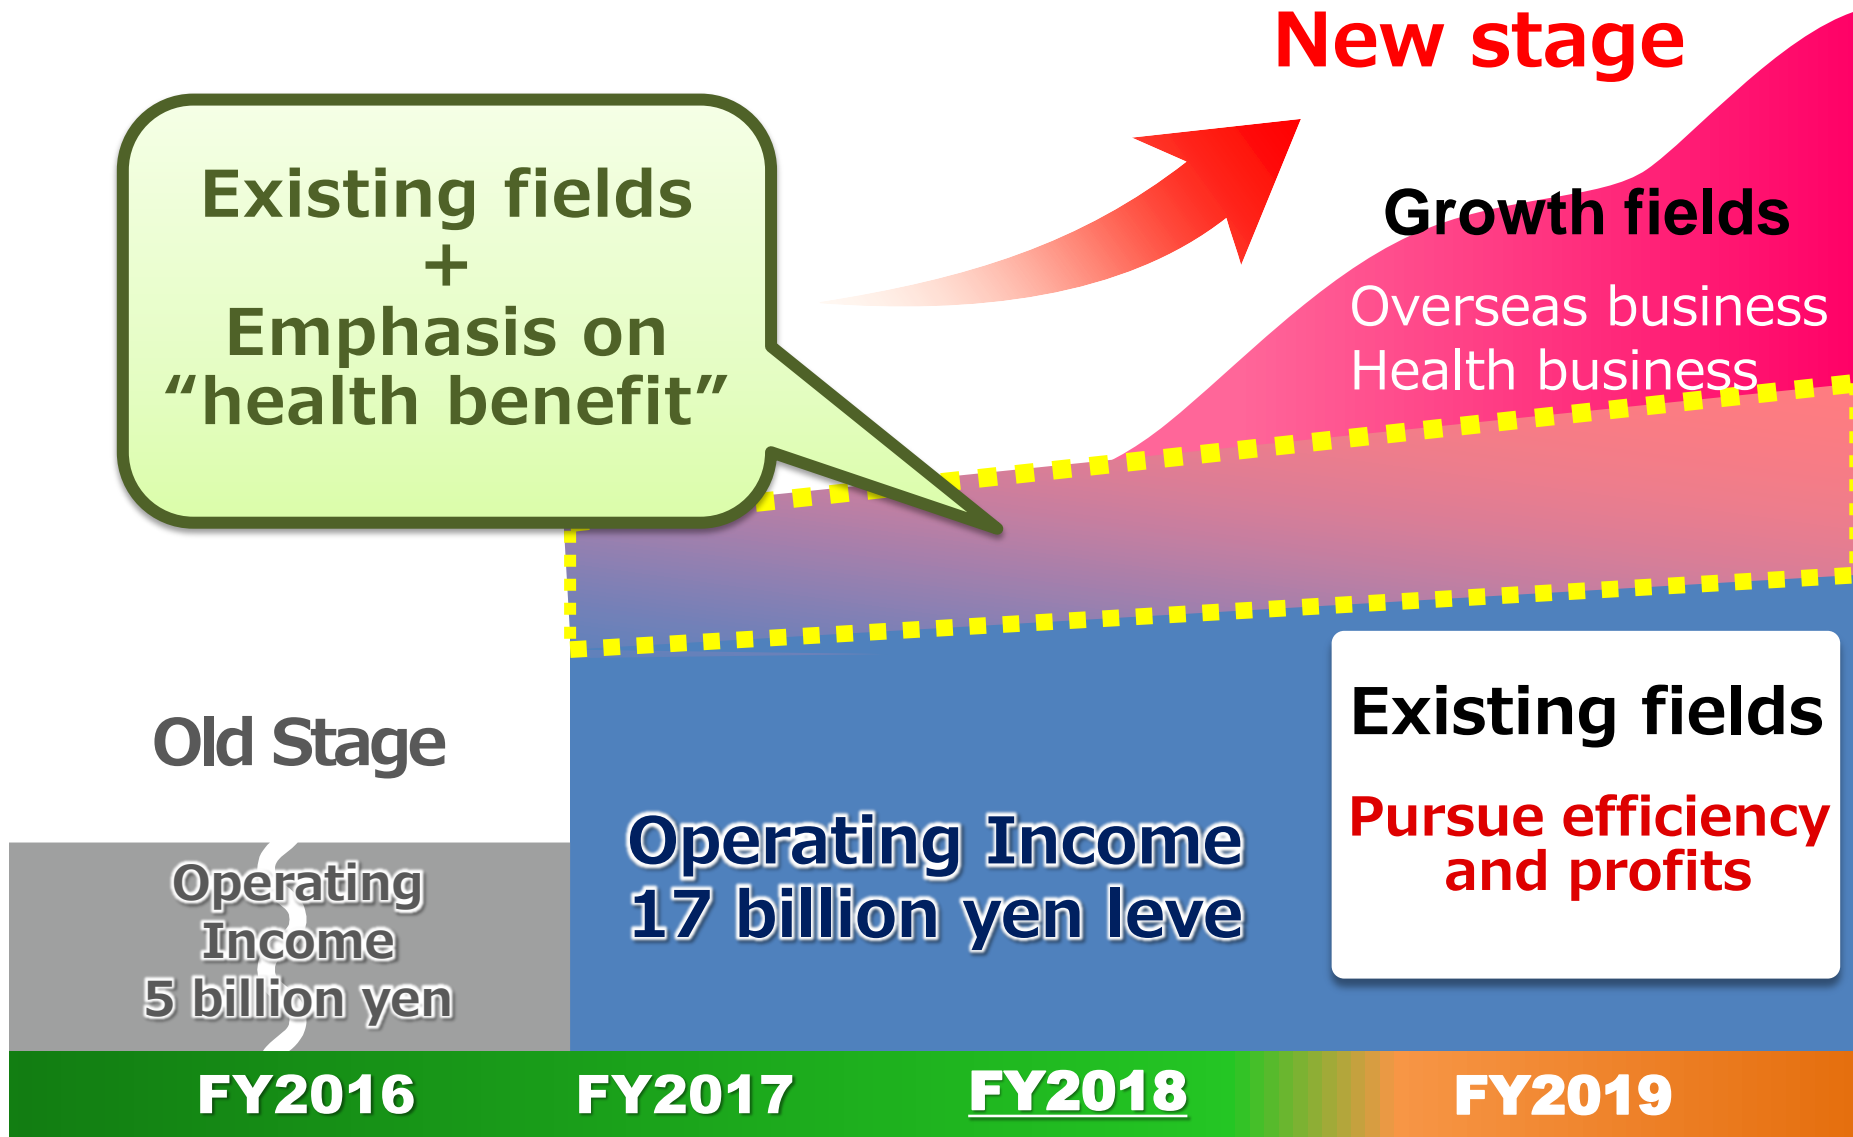 New stage
Existing fields
+
Emphasis on
“health benefit”
Growth fields
Overseas business
Health business
Old Stage
Operating
Income
5 billion yen
Operating Income
17 billion yen leve
Existing fields
Pursue efficiency
and profits
FY2016
FY2017
FY2018
FY2019